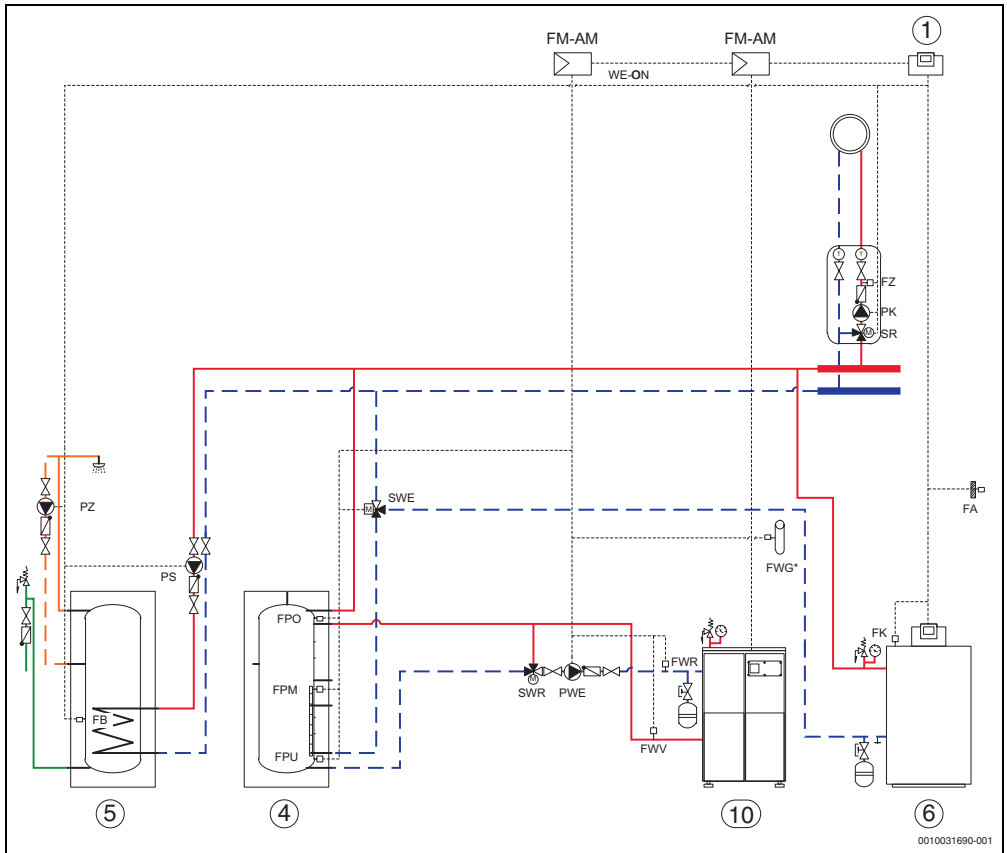 FM-AM
FM-AM
1
WE-ON
T
T
FZ
PK
M
SR
PZ
SWE
M
FA
PS
FWG*
FPO
FK
FWR
M
SWR
PWE
FPM
FB
FPU
FWV
5
4
10
6
0010031690-001